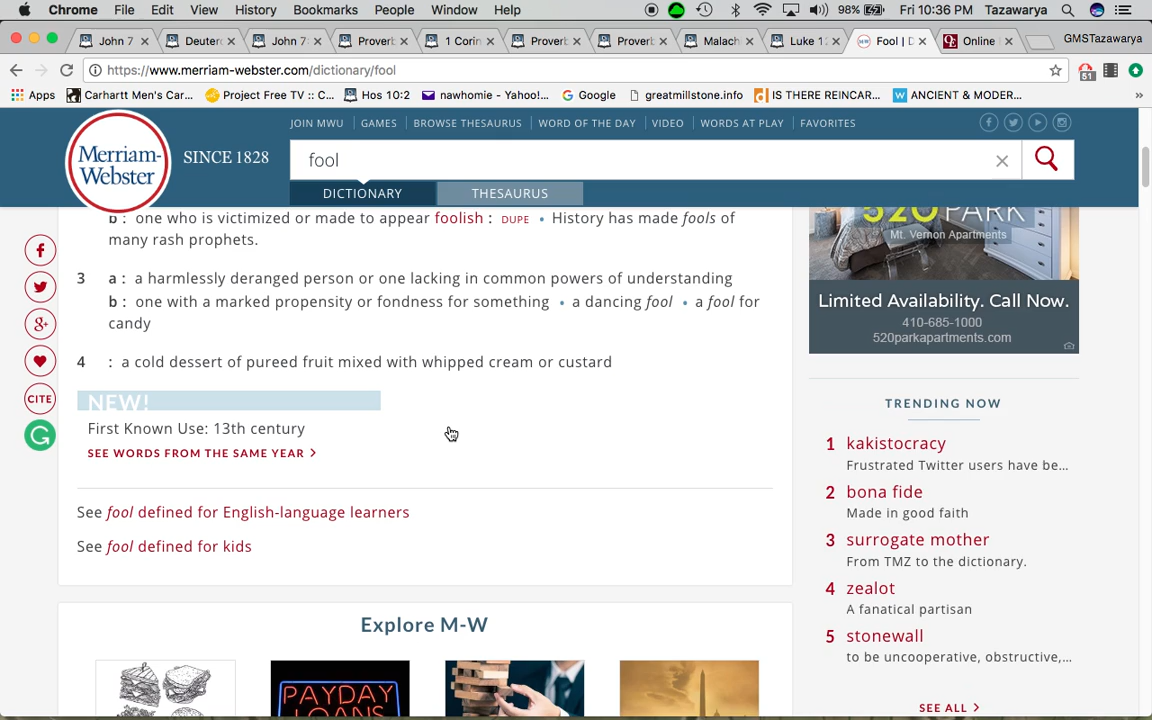 Chrome File Edit View History Bookmarks People Window Help 98% Fri 10:36 PM Tazawarya
John 7 Deutero John 7: Proverb 1 Corin Proverb Proverb Malach Luke 12 Fool | D Online E GMSTazawarya
https://www.merriam-webster.com/dictionary/fool 51
Apps Carhartt Men's Car... Project Free TV :: C... Hos 10:2 nawhomie - Yahoo!... Google greatmillstone.info IS THERE REINCAR... ANCIENT & MODER... »
JOIN MWU GAMES BROWSE THESAURUS WORD OF THE DAY VIDEO WORDS AT PLAY FAVORITES
Merriam-
Webster
SINCE 1828
fool
DICTIONARY THESAURUS
b : one who is victimized or made to appear foolish : DUPE • History has made fools of
many rash prophets.
3 a : a harmlessly deranged person or one lacking in common powers of understanding
b : one with a marked propensity or fondness for something • a dancing fool • a fool for
candy
4 : a cold dessert of pureed fruit mixed with whipped cream or custard
NEW!
First Known Use: 13th century
SEE WORDS FROM THE SAME YEAR >
See fool defined for English-language learners
See fool defined for kids
CITE
Explore M-W
PAYDAY
LOANS
520 PARK
Mt. Vernon Apartments
Limited Availability. Call Now.
410-685-1000
520parkapartments.com
TRENDING NOW
1 kakistocracy
Frustrated Twitter users have be...
2 bona fide
Made in good faith
3 surrogate mother
From TMZ to the dictionary.
4 zealot
A fanatical partisan
5 stonewall
to be uncooperative, obstructive,...
SEE ALL >